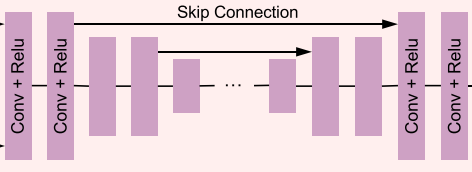 Skip Connection
Conv + Relu
Conv + Relu
...
Conv + Relu
Conv + Relu